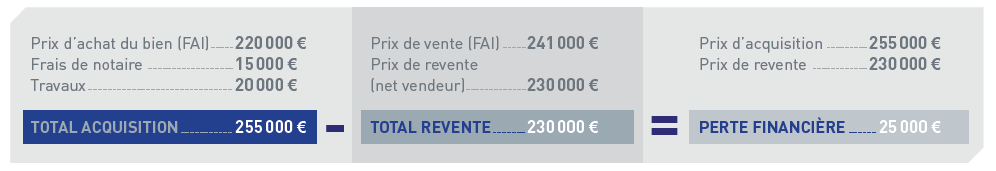 Prix d'achat du bien (FAI) 220 000 €
Frais de notaire 15 000 €
Travaux 20 000 €
TOTAL ACQUISITION 255 000 €
-
Prix de vente (FAI) 241 000 €
Prix de revente
(net vendeur) 230 000 €
TOTAL REVENTE 230 000 €
=
Prix d'acquisition 255 000 €
Prix de revente 230 000 €
PERTE FINANCIÈRE 25 000 €